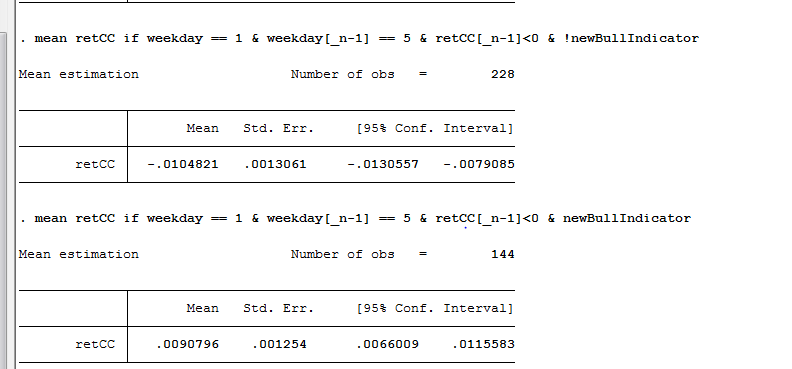 . mean retCC if weekday == 1 & weekday[_n-1] == 5 & retCC[_n-1]<0 & !newBullIndicator
Mean estimation Number of obs = 228
Mean Std. Err. [95% Conf. Interval]
retCC -.0104821 .0013061 -.0130557 -.0079085
. mean retCC if weekday == 1 & weekday[_n-1] == 5 & retCC[_n-1]<0 & newBullIndicator
Mean estimation Number of obs = 144
Mean Std. Err. [95% Conf. Interval]
retCC .0090796 .001254 .0066009 .0115583